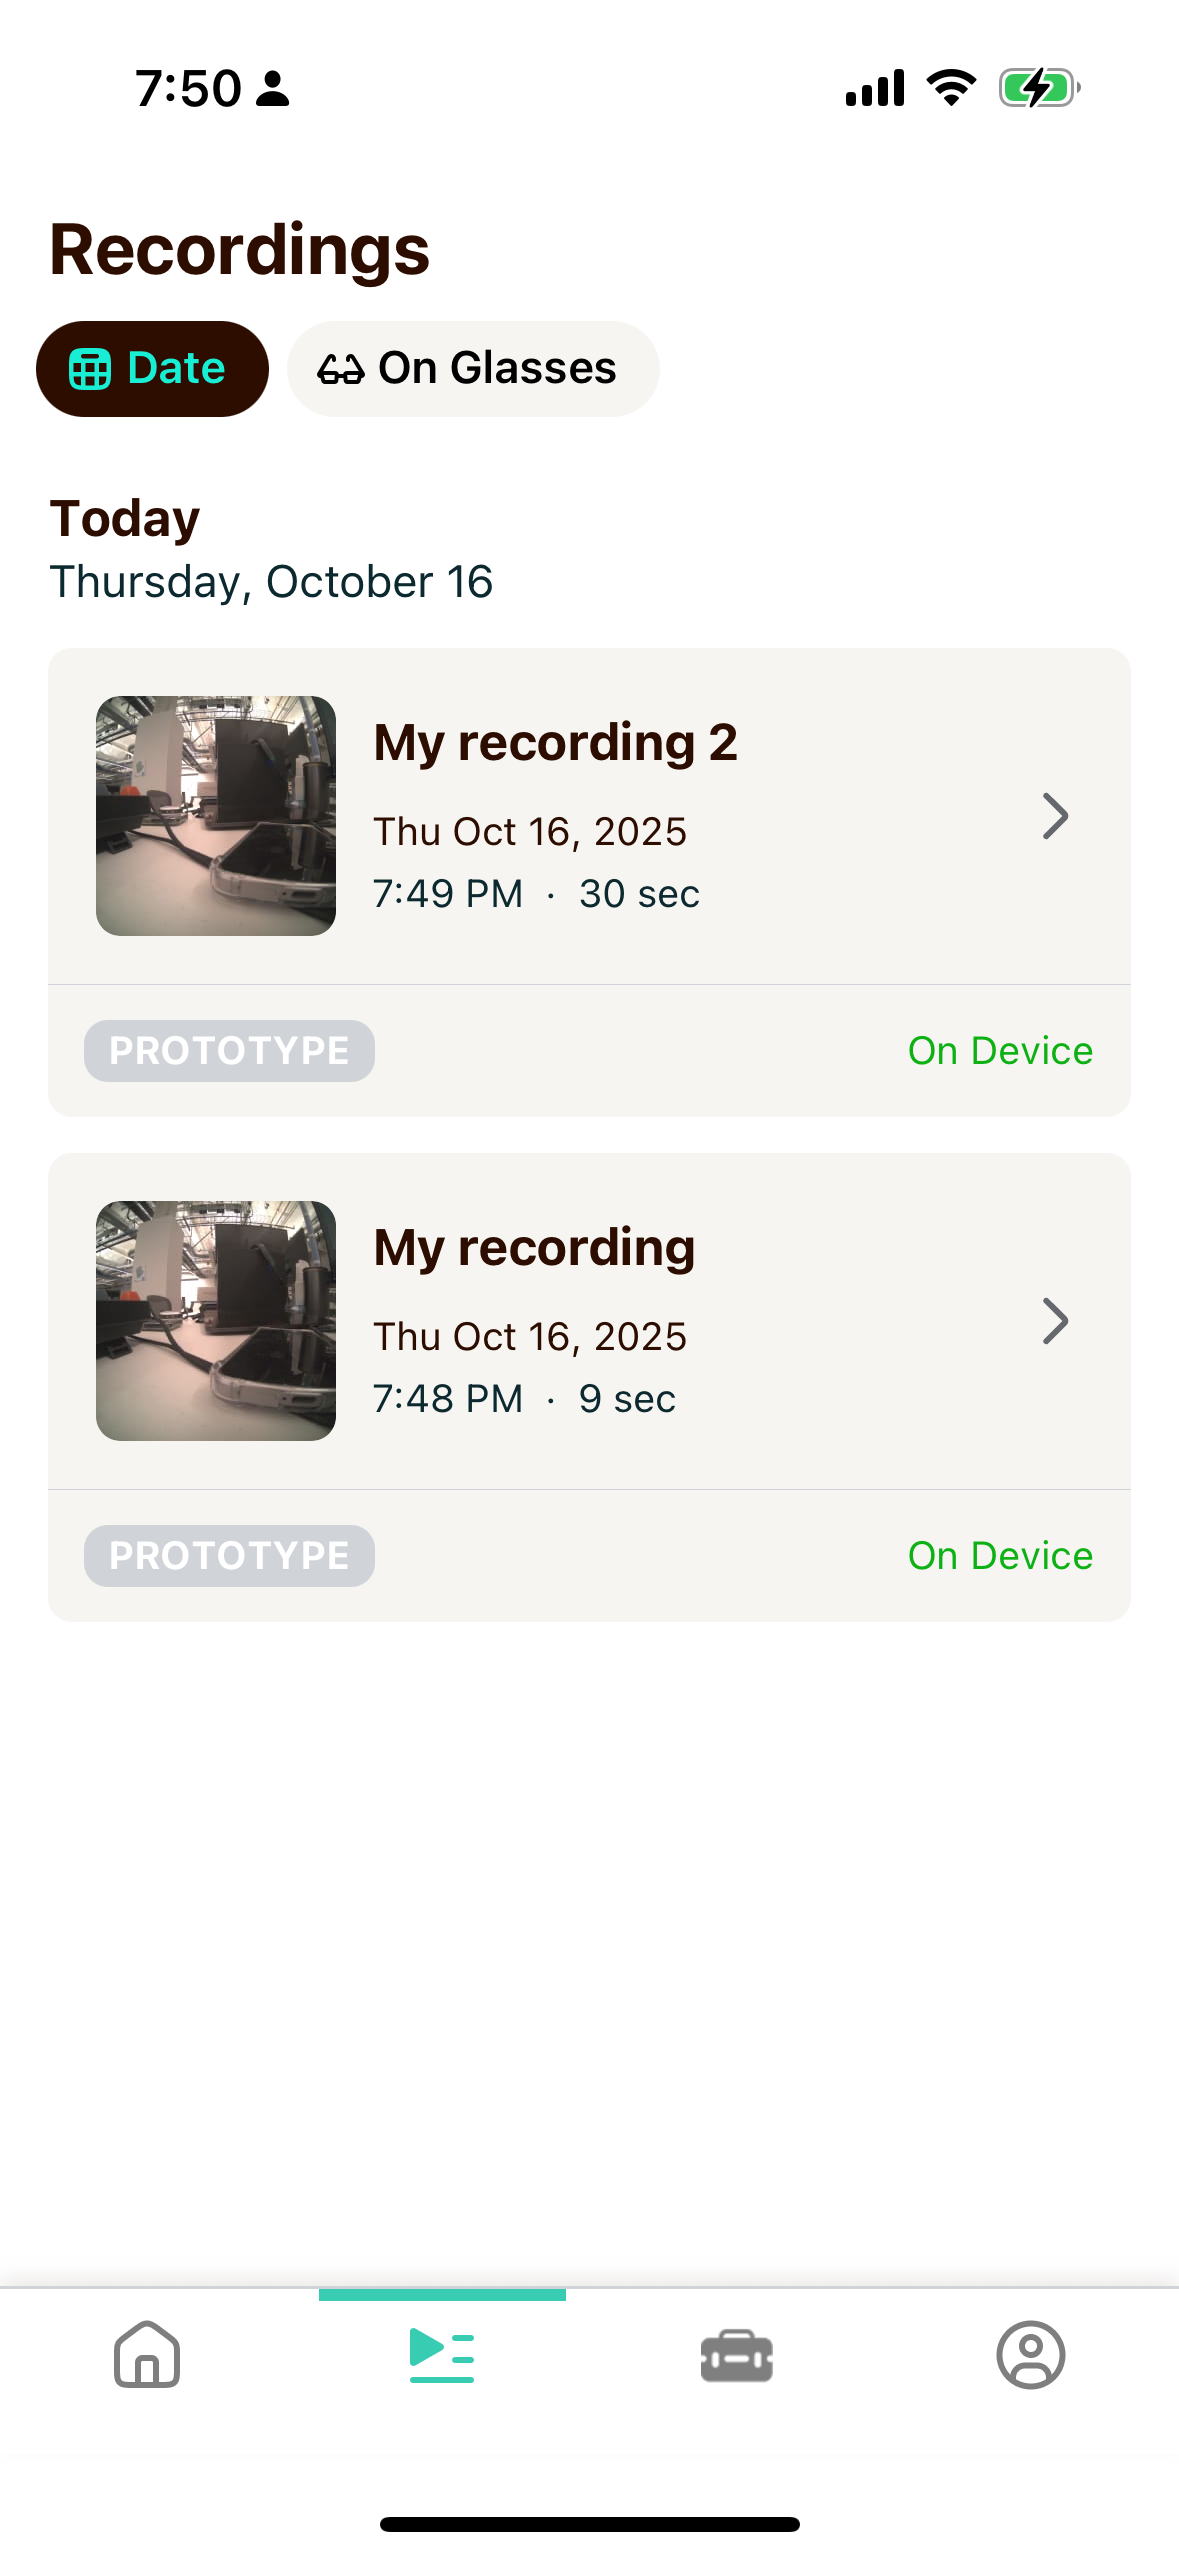 7:50
Recordings
Date
On Glasses
Today
Thursday, October 16
My recording 2
Thu Oct 16, 2025
7:49 PM · 30 sec
PROTOTYPE
On Device
My recording
Thu Oct 16, 2025
7:48 PM · 9 sec
PROTOTYPE
On Device